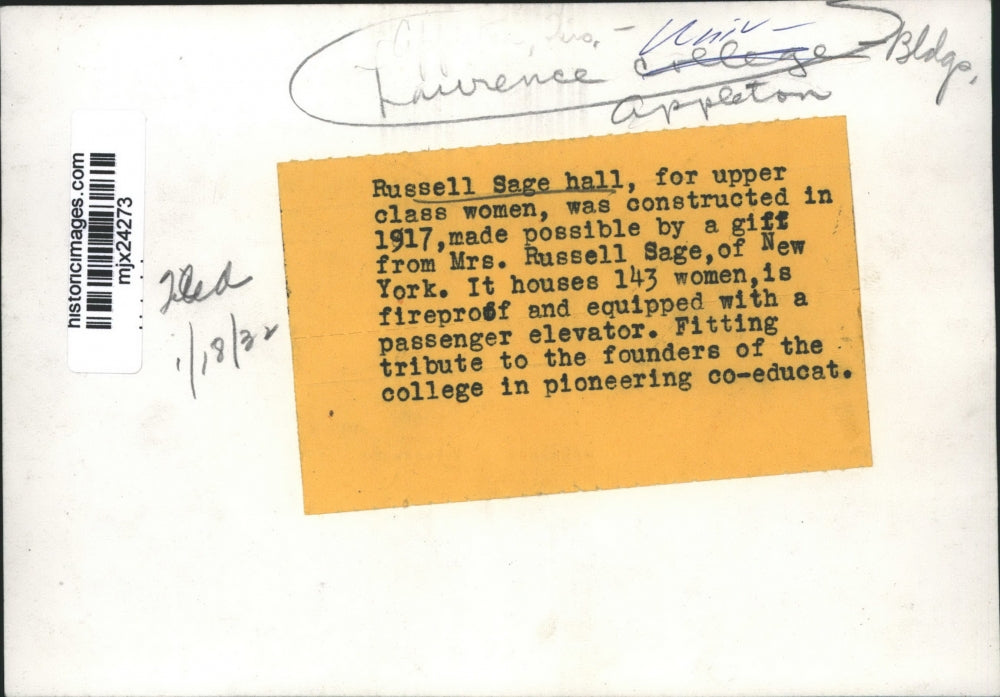 Univ-
Lawrence college - Bldgs.
Appleton
historicimages.com
mjx24273
Filed
1/18/32
Russell Sage hall, for upper
class women, was constructed in
1917,made possible by a gift
from Mrs. Russell Sage,of New
York. It houses 143 women,is
fireproof and equipped with a
passenger elevator. Fitting
tribute to the founders of the
college in pioneering co-educat.